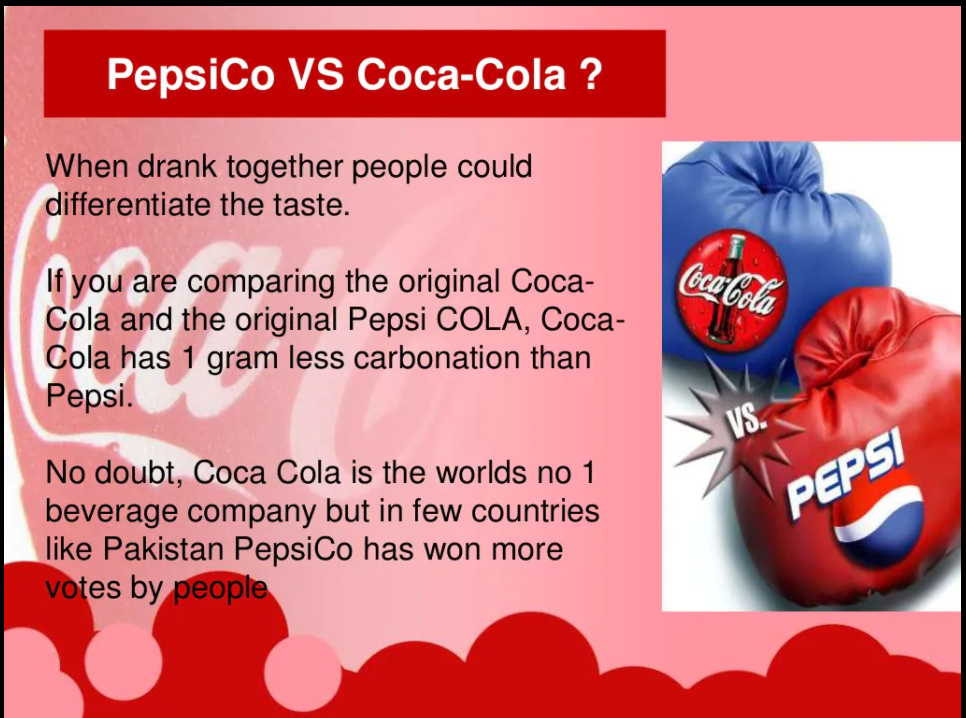 PepsiCo VS Coca-Cola ?
When drank together people could
differentiate the taste.
If you are comparing the original Coca-
Cola and the original Pepsi COLA, Coca-
Cola has 1 gram less carbonation than
Pepsi.
No doubt, Coca Cola is the worlds no 1
beverage company but in few countries
like Pakistan PepsiCo has won more
votes by people
Coca-Cola
VS.
PEPSI